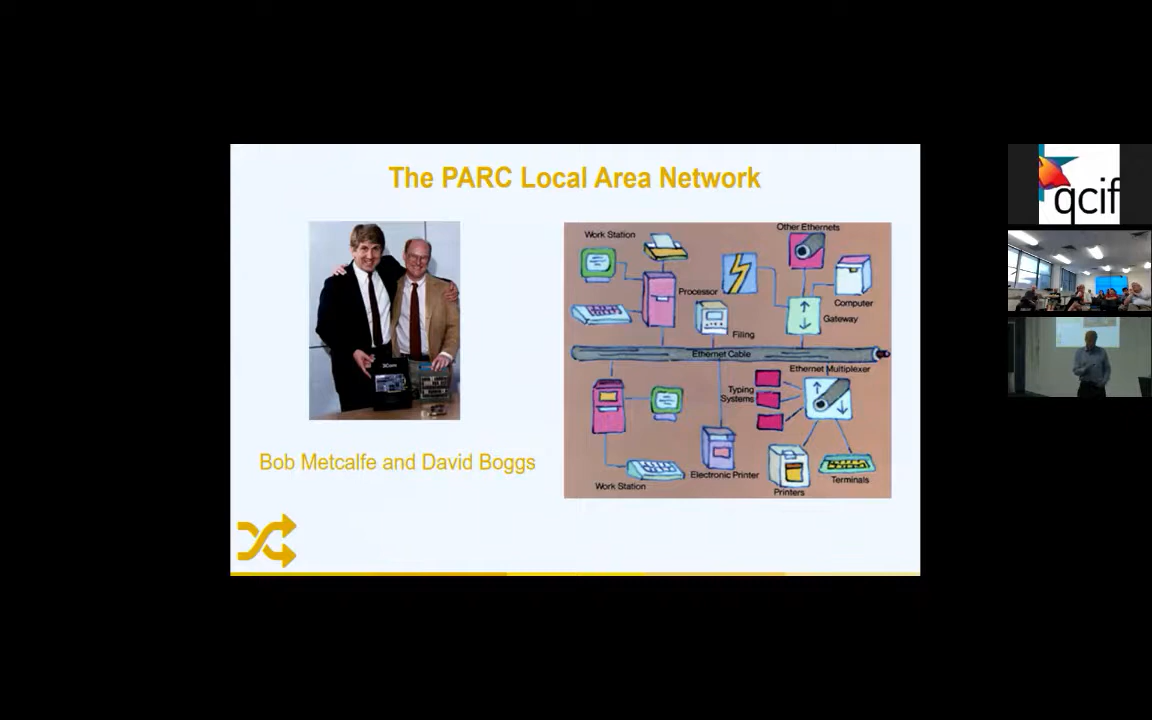 The PARC Local Area Network
qcif
Work Station
Other Ethernets
Processor
Computer
Gateway
Filing
Ethernet Cable
Ethernet Multiplexer
Typing
Systems
Electronic Printer
Work Station
Printers
Terminals
3Com
Bob Metcalfe and David Boggs